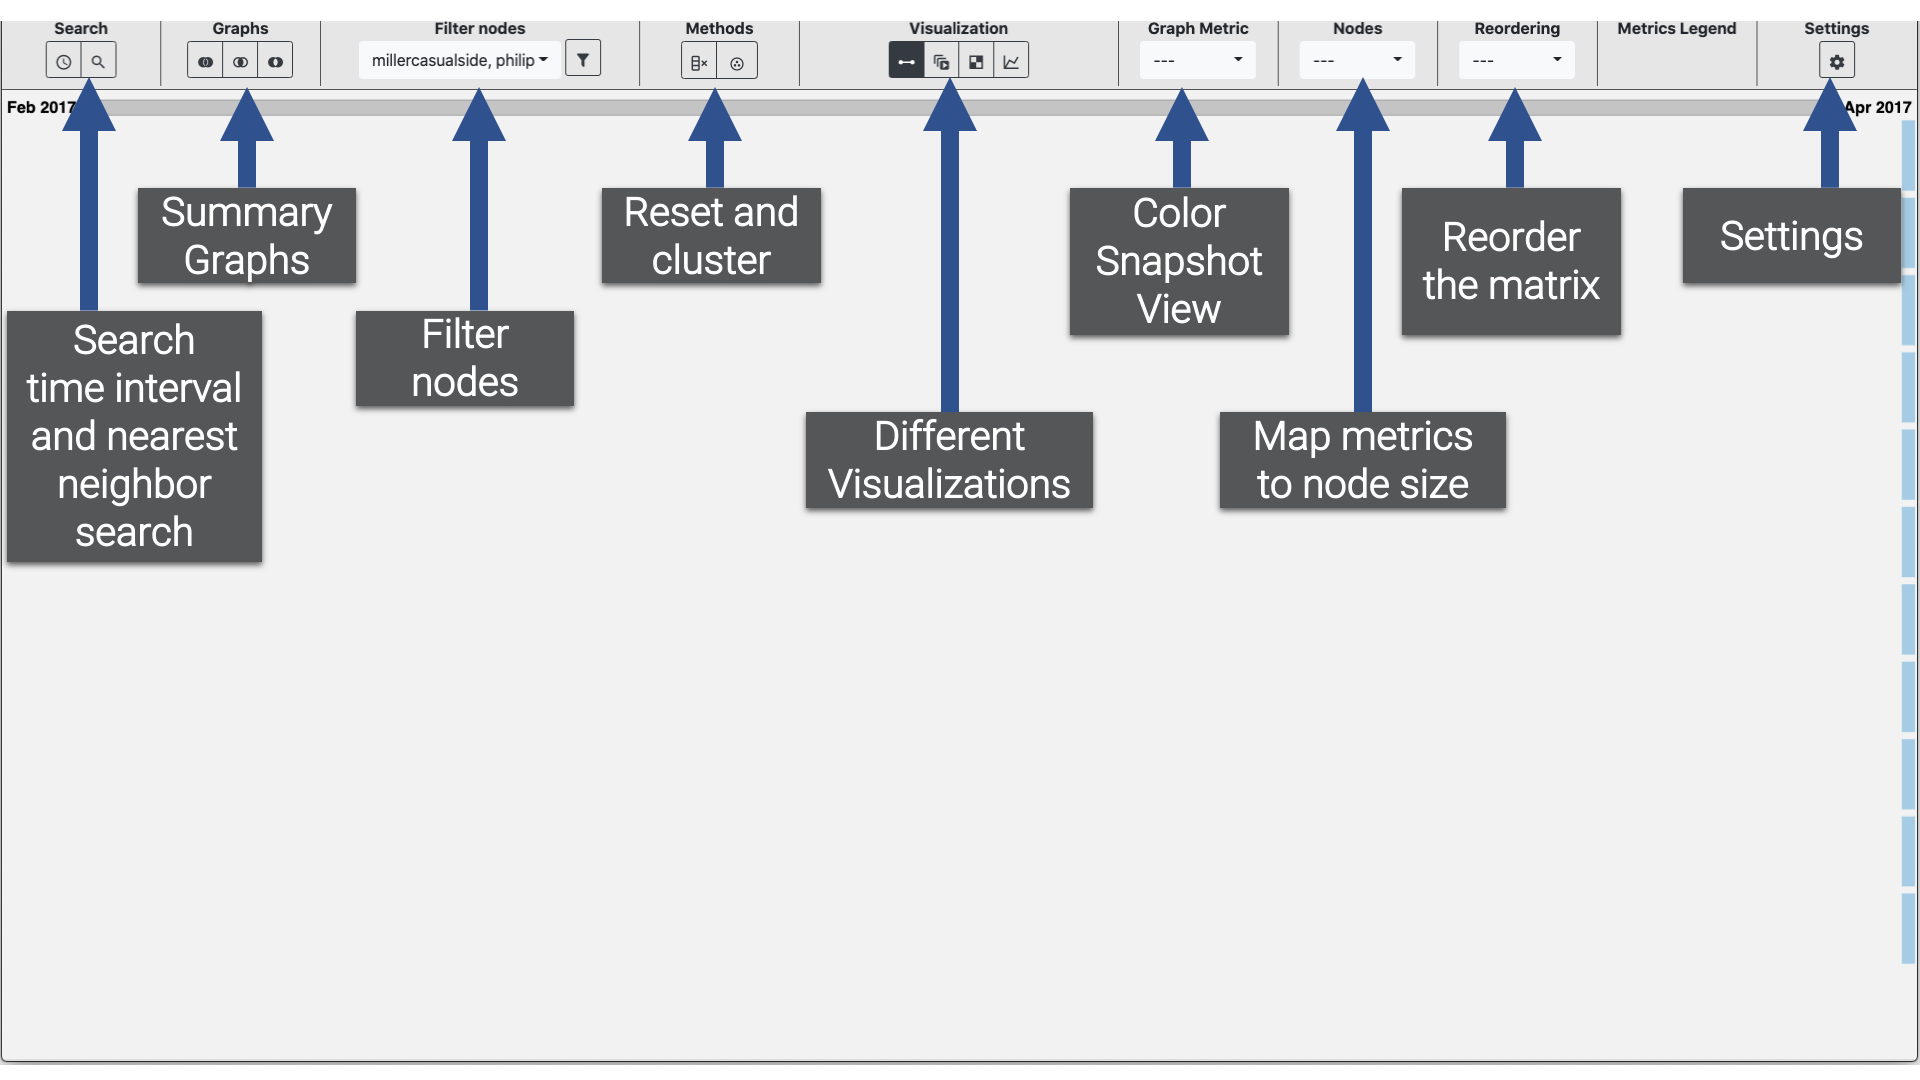 Search
Graphs
Filter nodes
Methods
Visualization
Graph Metric
Nodes
Reordering
Metrics Legend
Settings
millercasualside, philip
---
---
---
Feb 2017
Apr 2017
Summary
Graphs
Reset and
cluster
Color
Snapshot
View
Reorder
the matrix
Settings
Search
time interval
and nearest
neighbor
search
Filter
nodes
Different
Visualizations
Map metrics
to node size